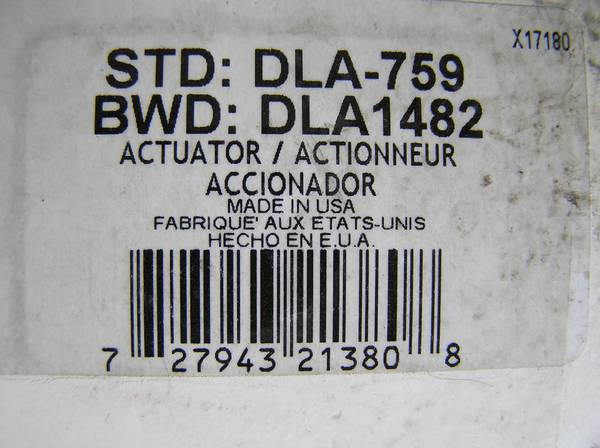 X17180
STD: DLA-759
BWD: DLA1482
ACTUATOR / ACTIONNEUR
ACCIONADOR
MADE IN USA
FABRIQUE' AUX ETATS-UNIS
HECHO EN E.U.A.
7 27943 21380 8